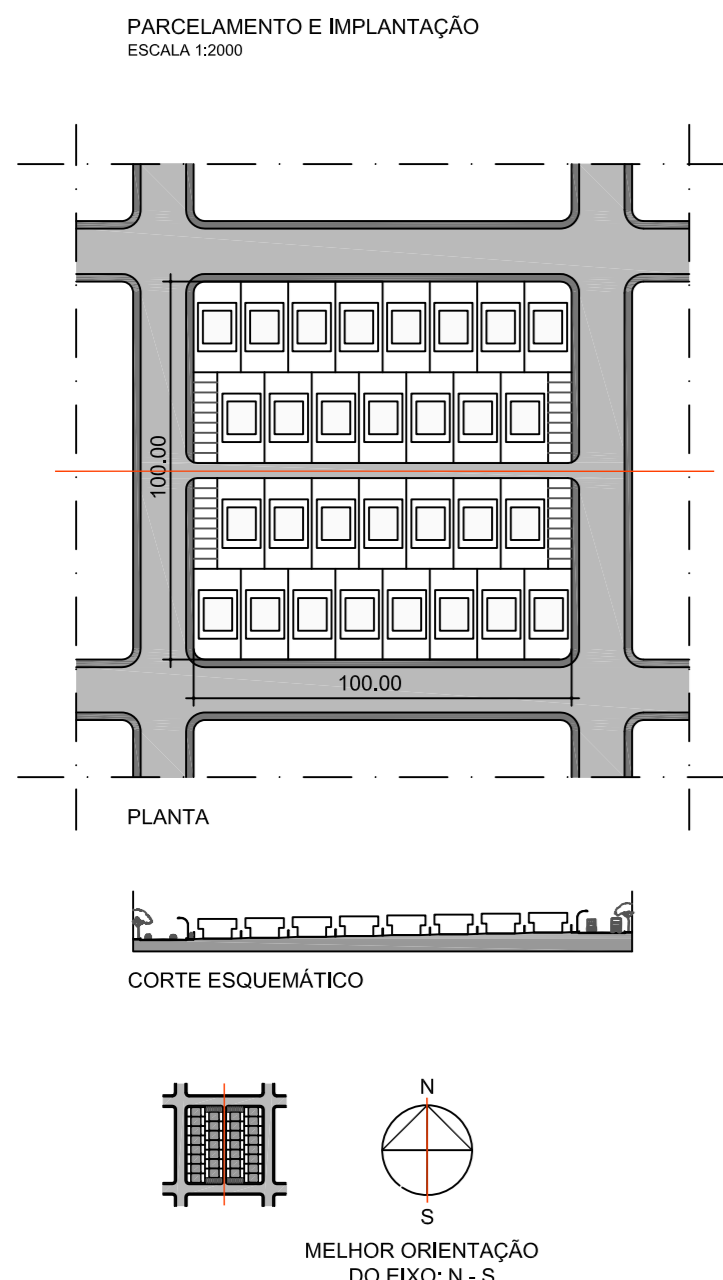 PARCELAMENTO E IMPLANTAÇÃO
ESCALA 1:2000
100.00
100.00
PLANTA
CORTE ESQUEMÁTICO
N
S
MELHOR ORIENTAÇÃO
DO EIXO: N - S